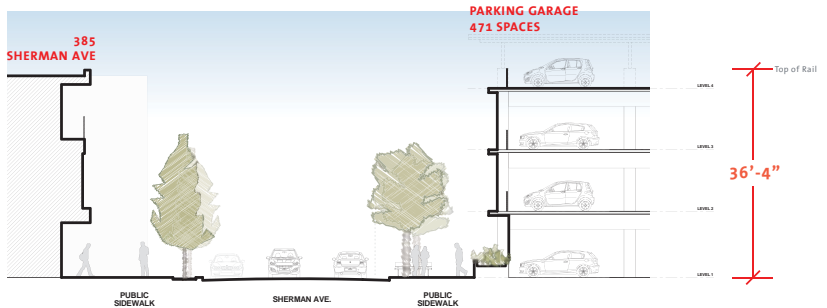 PARKING GARAGE
471 SPACES
385
SHERMAN AVE
Top of Rail
LEVEL 4
LEVEL 3
36’-4”
LEVEL 2
LEVEL 1
PUBLIC
SIDEWALK
SHERMAN AVE.
PUBLIC
SIDEWALK